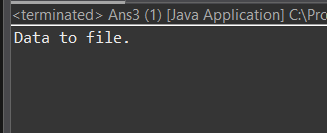 <terminated> Ans3 (1) [Java Application] C:\Pro
Data to file.